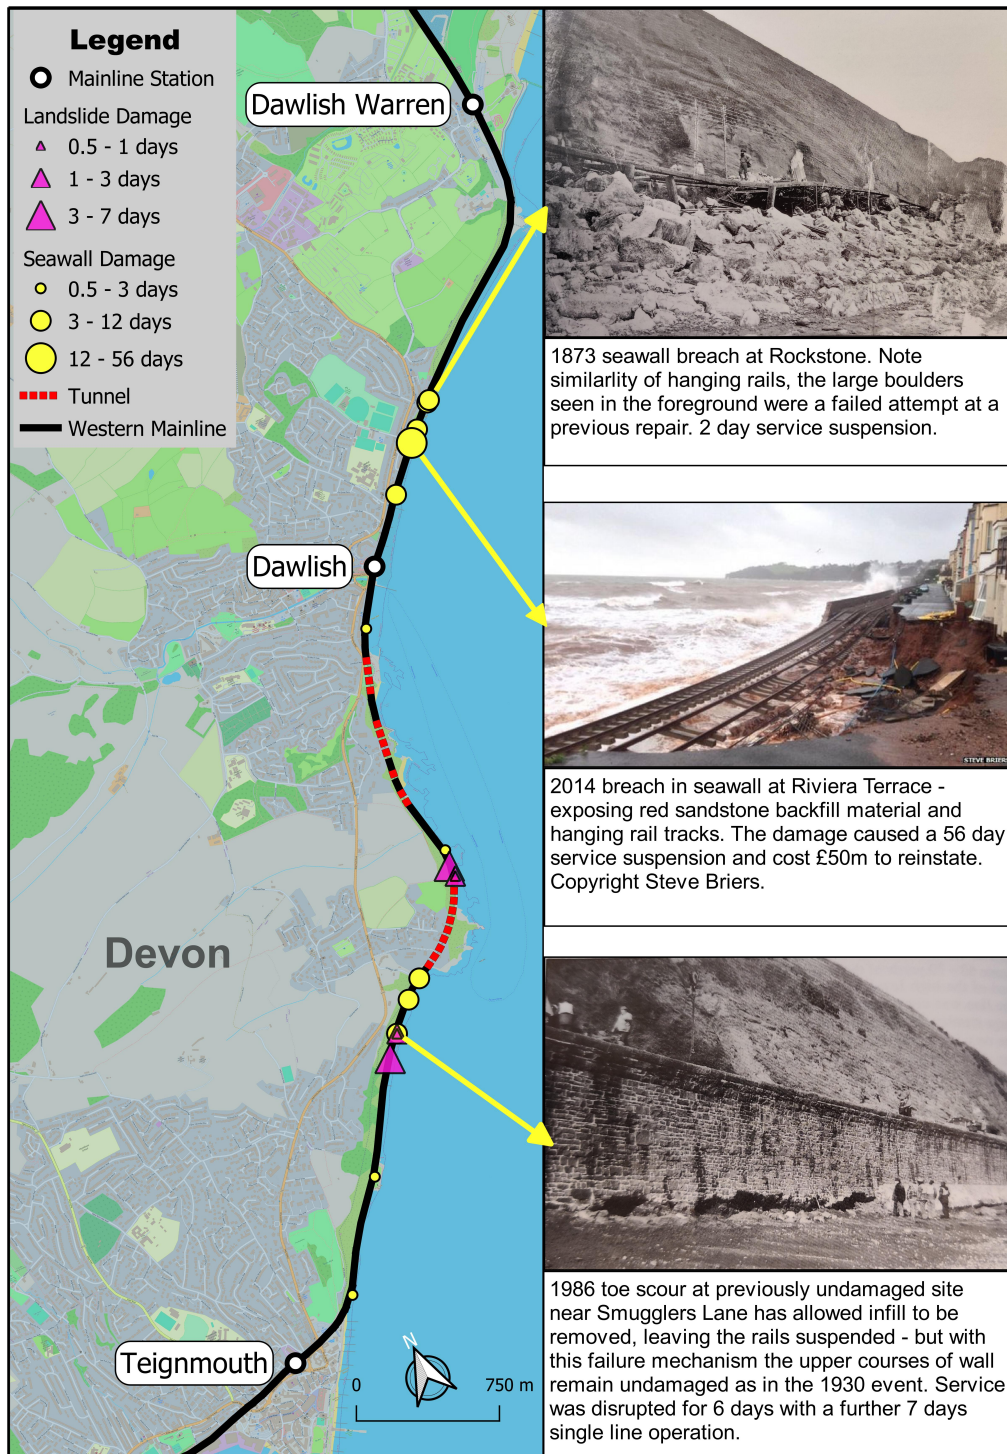 Legend
Mainline Station
Landslide Damage
0.5 - 1 days
1 - 3 days
3 - 7 days
Seawall Damage
0.5 - 3 days
3 - 12 days
12 - 56 days
Tunnel
Western Mainline
Dawlish Warren
Dawlish
Devon
Teignmouth
N
0 750 m
1873 seawall breach at Rockstone. Note
similarlity of hanging rails, the large boulders
seen in the foreground were a failed attempt at a
previous repair. 2 day service suspension.
STEVE BRIERS
2014 breach in seawall at Riviera Terrace -
exposing red sandstone backfill material and
hanging rail tracks. The damage caused a 56 day
service suspension and cost £50m to reinstate.
Copyright Steve Briers.
1986 toe scour at previously undamaged site
near Smugglers Lane has allowed infill to be
removed, leaving the rails suspended - but with
this failure mechanism the upper courses of wall
remain undamaged as in the 1930 event. Service
was disrupted for 6 days with a further 7 days
single line operation.